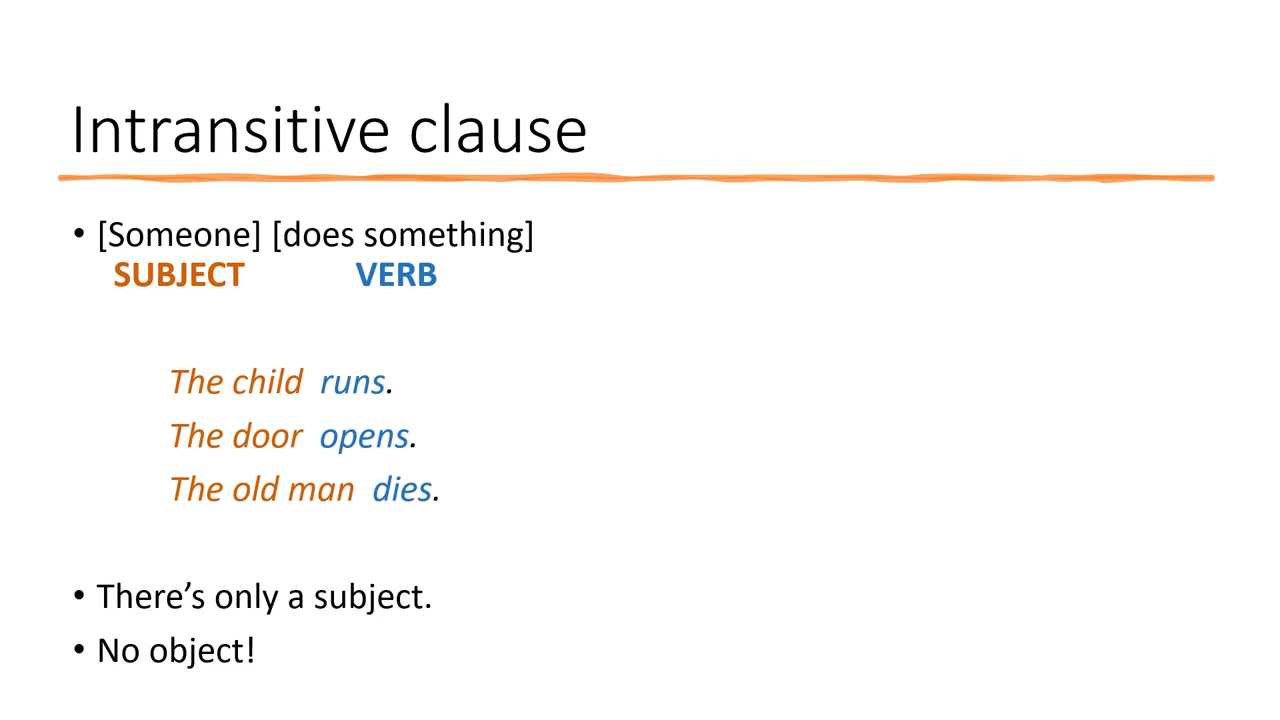 Intransitive clause
• [Someone] [does something]
SUBJECT VERB
The child runs.
The door opens.
The old man dies.
• There’s only a subject.
• No object!